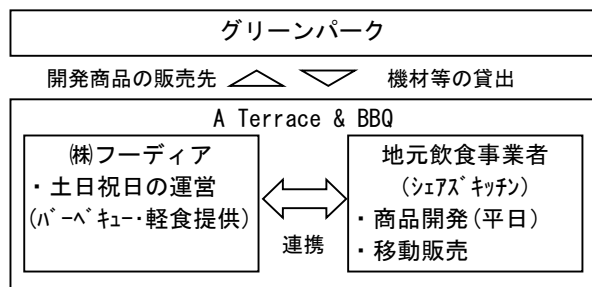 グリーンパーク
開発商品の販売先
機材等の貸出
A Terrace & BBQ
㈱フーディア
・土日祝日の運営
(ﾊﾞｰﾍﾞｷｭｰ・軽食提供)
連携
地元飲食事業者
(ｼｪｱｽﾞｷｯﾁﾝ)
・商品開発(平日)
・移動販売